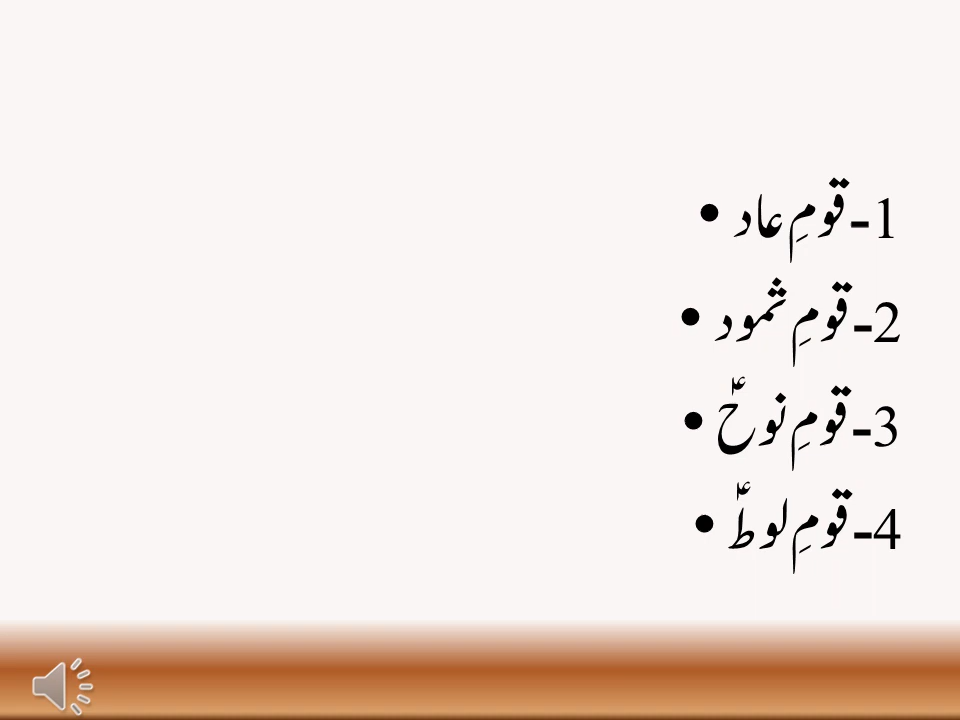 1-قومِ عاد •
2-قومِ ثمود •
3-قومِ نوحؑ •
4-قومِ لوطؑ •